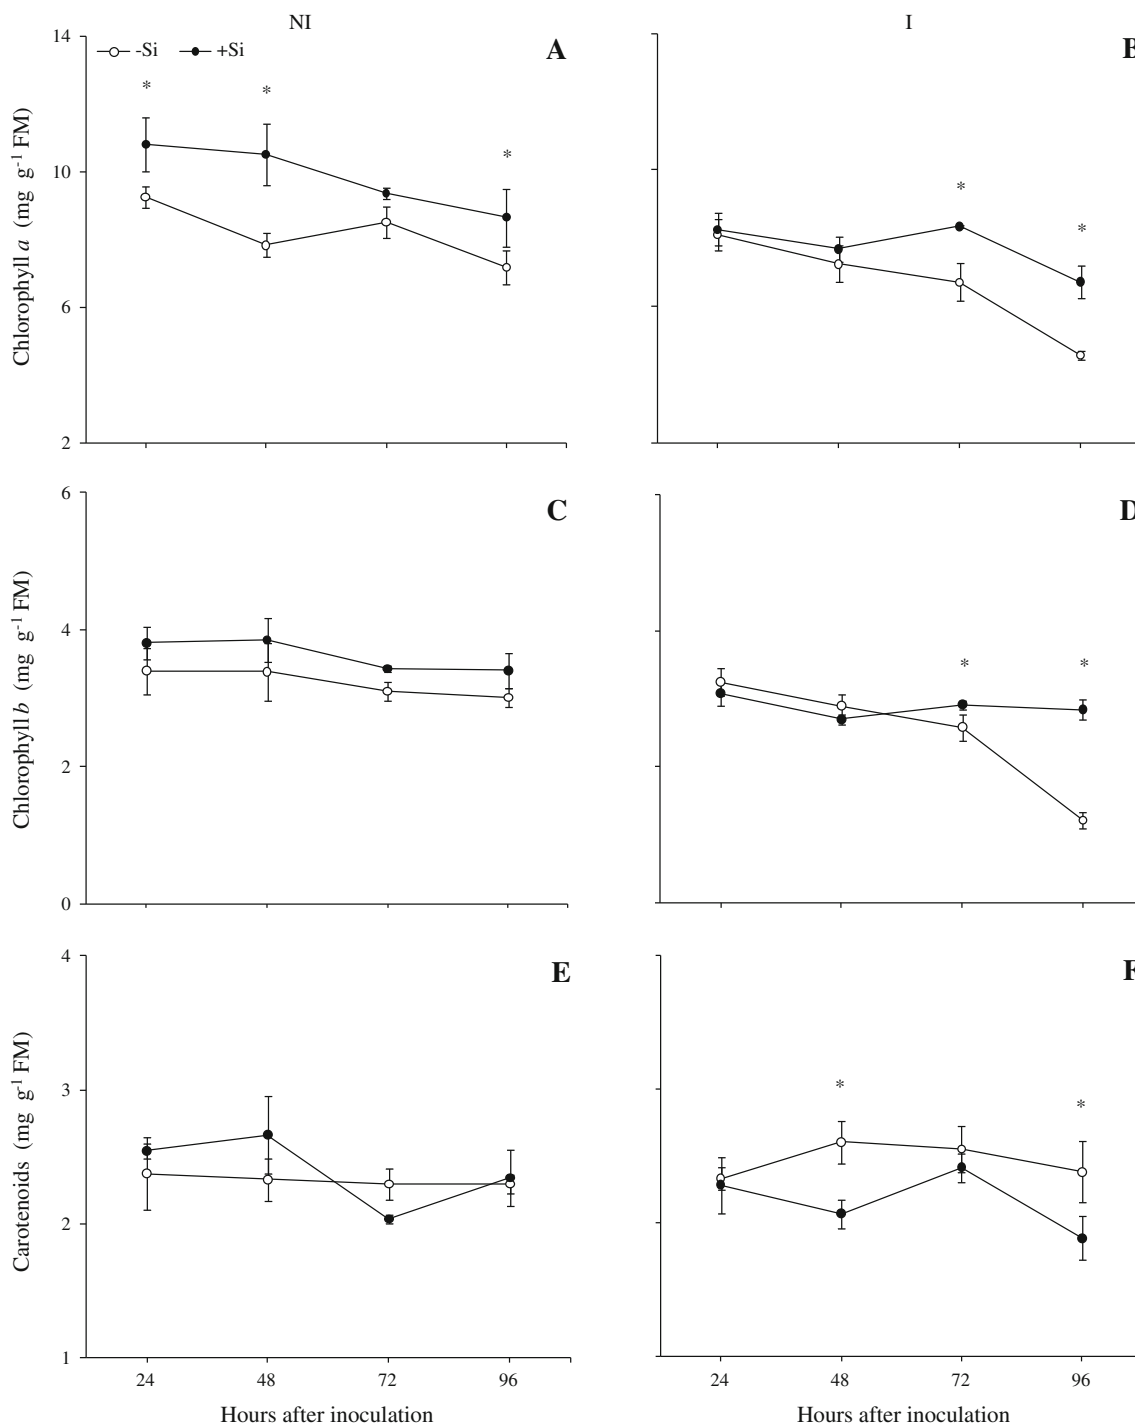 NI
I
14
-Si +Si
A
B
*
*
*
*
*
10
6
2
Chlorophyll a (mg g-1 FM)
6
C
D
*
*
4
2
0
Chlorophyll b (mg g-1 FM)
4
E
F
*
*
3
2
1
Carotenoids (mg g-1 FM)
24 48 72 96
24 48 72 96
Hours after inoculation
Hours after inoculation